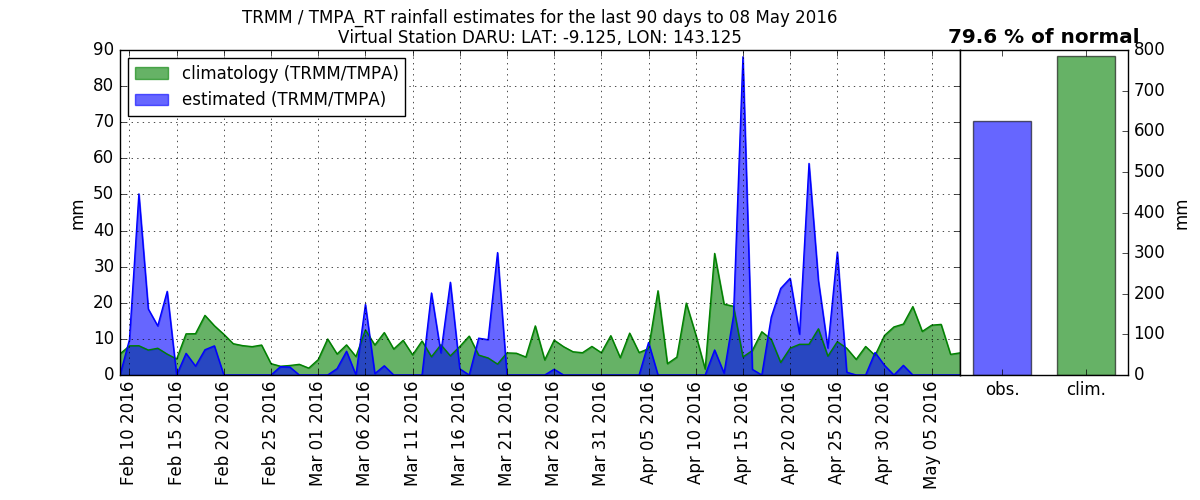 TRMM / TMPA_RT rainfall estimates for the last 90 days to 08 May 2016
Virtual Station DARU: LAT: -9.125, LON: 143.125
79.6 % of normal
climatology (TRMM/TMPA)
estimated (TRMM/TMPA)
90
80
70
60
50
40
30
20
10
0
mm
Feb 10 2016
Feb 15 2016
Feb 20 2016
Feb 25 2016
Mar 01 2016
Mar 06 2016
Mar 11 2016
Mar 16 2016
Mar 21 2016
Mar 26 2016
Mar 31 2016
Apr 05 2016
Apr 10 2016
Apr 15 2016
Apr 20 2016
Apr 25 2016
Apr 30 2016
May 05 2016
obs.
clim.
800
700
600
500
400
300
200
100
0
mm